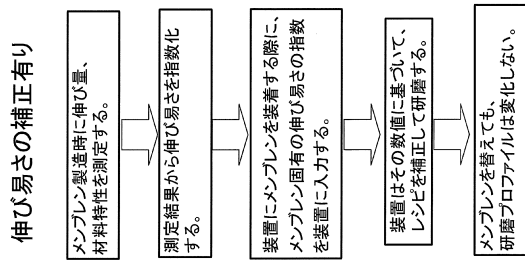 伸び易さの補正有り
メンブレン製造時に伸び量、
材料特性を測定する。
測定結果から伸び易さを指数化
する。
装置にメンブレンを装着する際に、
メンブレン固有の伸び易さの指数
を装置に入力する。
装置はその数値に基づいて、
レシピを補正して研磨する。
メンブレンを替えても、
研磨プロファイルは変化しない。